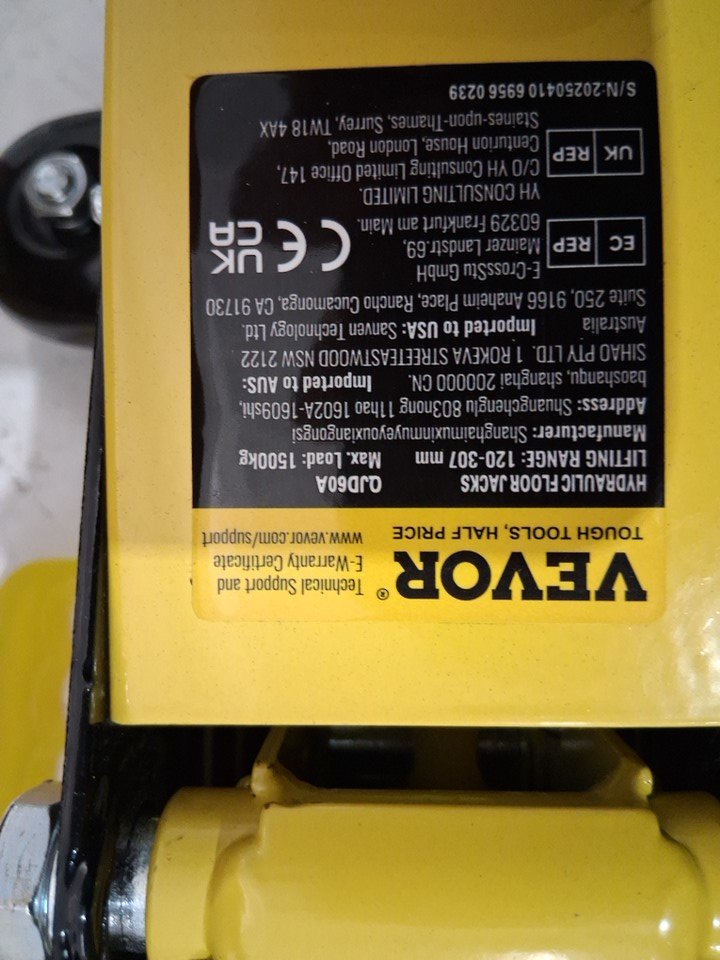 VEVOR®
TOUGH TOOLS, HALF PRICE
Technical Support and
E-Warranty Certificate
www.vevor.com/support
HYDRAULIC FLOOR JACKS QJD60A
LIFTING RANGE: 120-307 mm Max. Load: 1500kg
Manufacturer: Shanghaimuxinmuyeyouxiangongsi
Address: Shuangchenglu 803nong 11hao 1602A-1609shi,
baoshanqu, shanghai 200000 CN. Imported to AUS:
SIHAO PTY LTD. 1 ROKEVA STREETEASTWOOD NSW 2122
Australia Imported to USA: Sanven Technology Ltd.
Suite 250, 9166 Anaheim Place, Rancho Cucamonga, CA 91730
EC REP
E-CrossStu GmbH
Mainzer Landstr.69,
60329 Frankfurt am Main.
CE UK
CA
UK REP
YH CONSULTING LIMITED.
C/O YH Consulting Limited Office 147,
Centurion House, London Road,
Staines-upon-Thames, Surrey, TW18 4AX
S/N:20250410 6956 0239